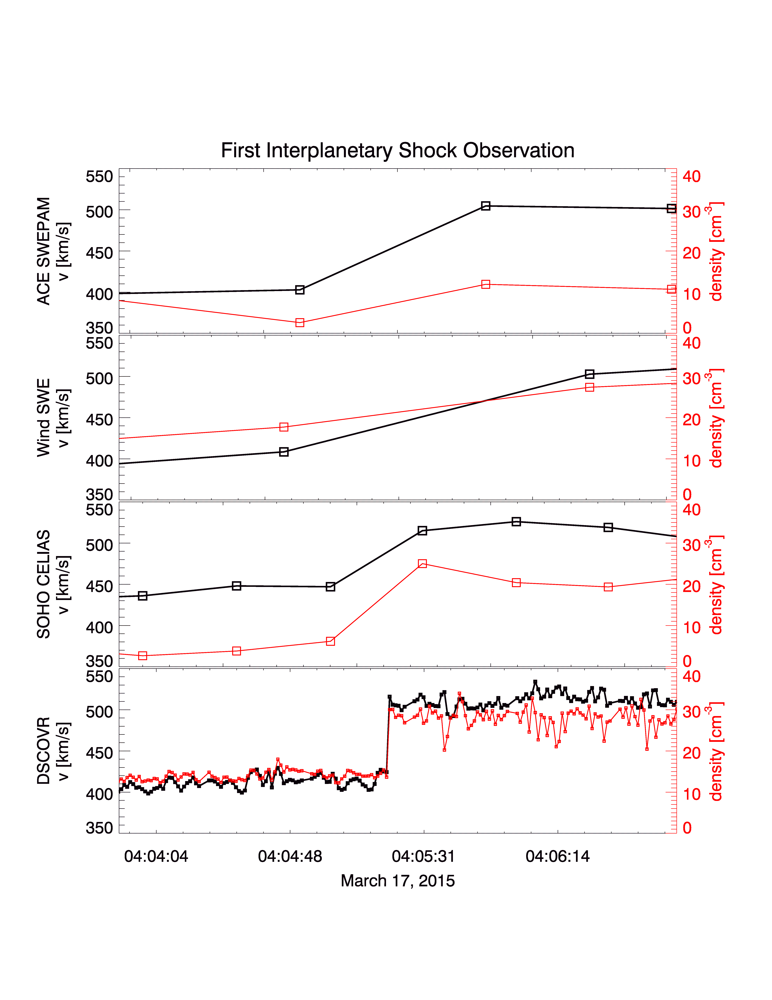 First Interplanetary Shock Observation
ACE SWEPAM
v [km/s]
550
500
450
400
350
40
30
20
10
0
density [cm⁻³]
Wind SWE
v [km/s]
550
500
450
400
350
40
30
20
10
0
density [cm⁻³]
SOHO CELIAS
v [km/s]
550
500
450
400
350
40
30
20
10
0
density [cm⁻³]
DSCOVR
v [km/s]
550
500
450
400
350
40
30
20
10
0
density [cm⁻³]
04:04:04 04:04:48 04:05:31 04:06:14
March 17, 2015